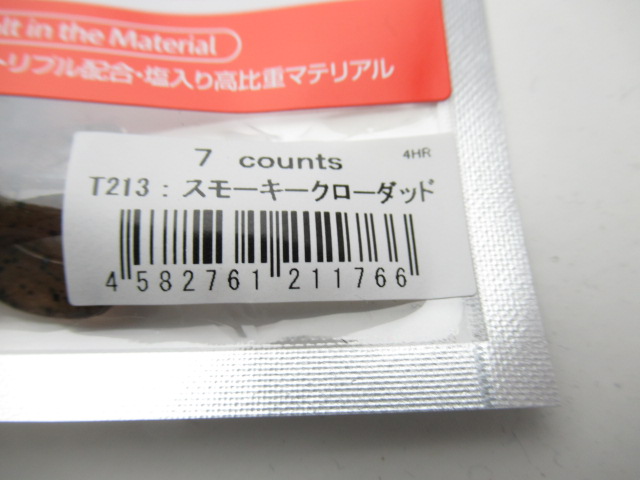 lt in the Material
トリプル配合・塩入り高比重マテリアル
7 counts 4HR
T213 : スモーキークローダッド
4 582761 211766